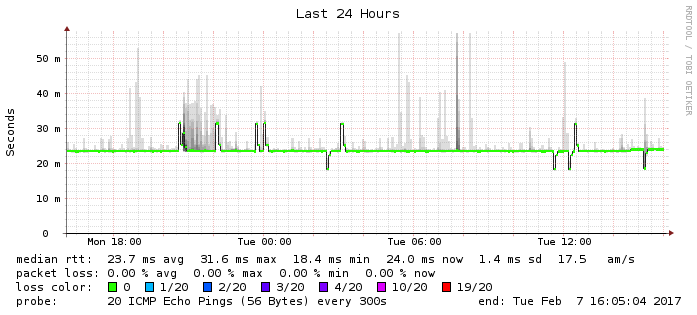 Last 24 Hours
RRDTOOL / TOBI OETIKER
Seconds
50 m
40 m
30 m
20 m
10 m
0
Mon 18:00 Tue 00:00 Tue 06:00 Tue 12:00
median rtt: 23.7 ms avg 31.6 ms max 18.4 ms min 24.0 ms now 1.4 ms sd 17.5 am/s
packet loss: 0.00 % avg 0.00 % max 0.00 % min 0.00 % now
loss color: 0 1/20 2/20 3/20 4/20 10/20 19/20
probe: 20 ICMP Echo Pings (56 Bytes) every 300s end: Tue Feb 7 16:05:04 2017